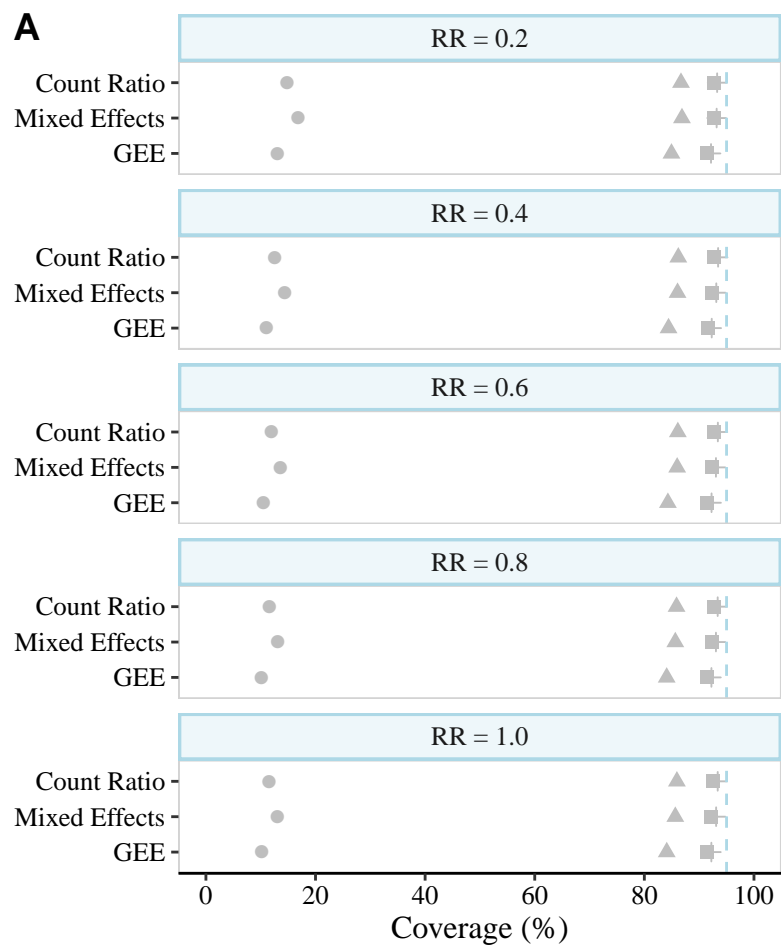 A
RR = 0.2
Count Ratio
Mixed Effects
GEE
RR = 0.4
Count Ratio
Mixed Effects
GEE
RR = 0.6
Count Ratio
Mixed Effects
GEE
RR = 0.8
Count Ratio
Mixed Effects
GEE
RR = 1.0
Count Ratio
Mixed Effects
GEE
0 20 40 60 80 100
Coverage (%)